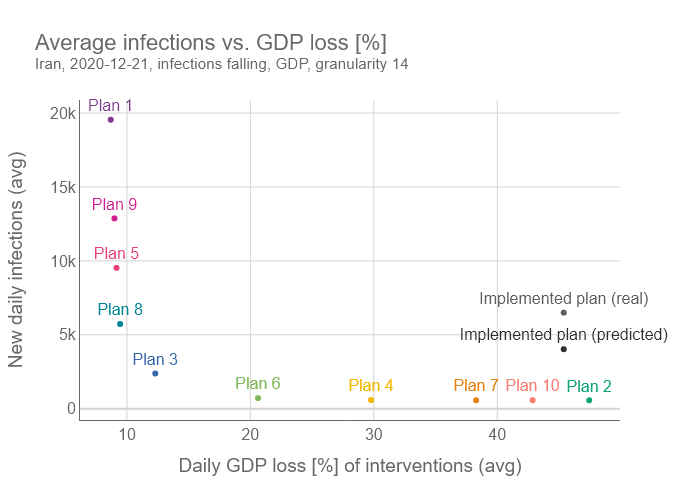 Average infections vs. GDP loss [%]
Iran, 2020-12-21, infections falling, GDP, granularity 14
20k
Plan 1
15k
Plan 9
10k
Plan 5
Plan 8
Implemented plan (real)
5k
Implemented plan (predicted)
Plan 3
Plan 6
Plan 4
Plan 7
Plan 10
Plan 2
0
10
20
30
40
New daily infections (avg)
Daily GDP loss [%] of interventions (avg)